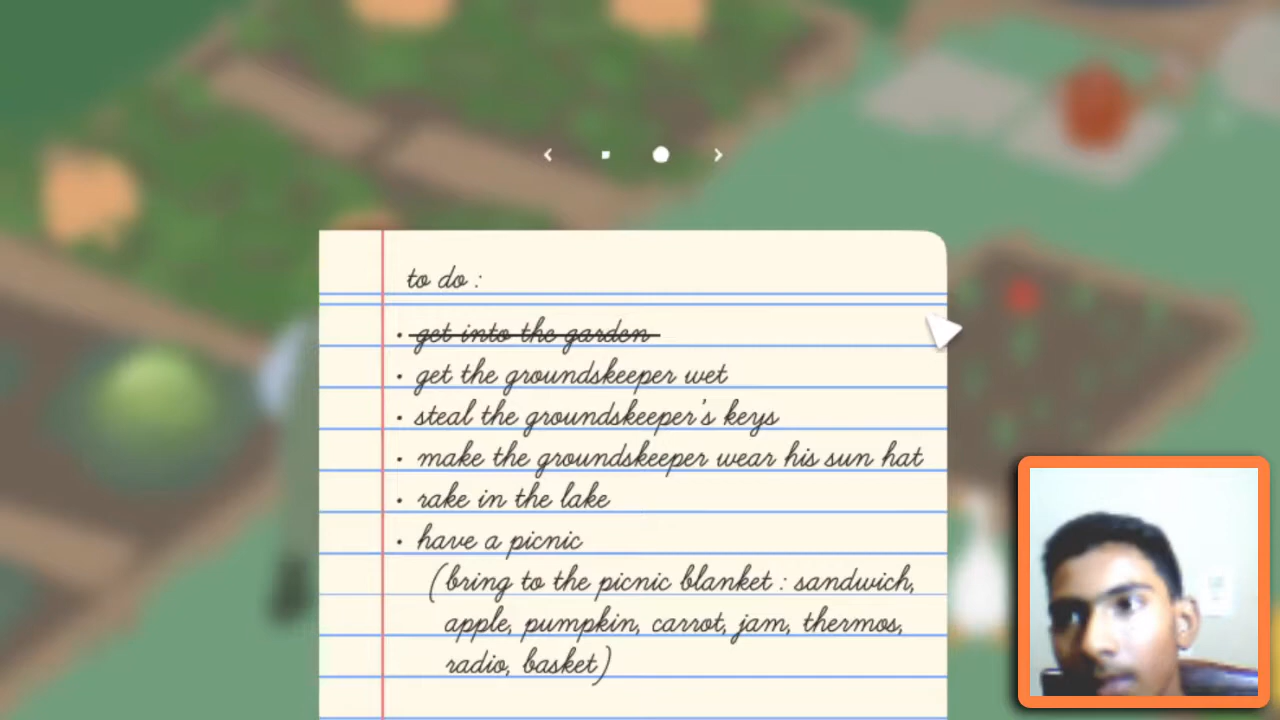 to do :
• get into the garden
• get the groundskeeper wet
• steal the groundskeeper's keys
• make the groundskeeper wear his sun hat
• rake in the lake
• have a picnic
(bring to the picnic blanket : sandwich,
apple, pumpkin, carrot, jam, thermos,
radio, basket)